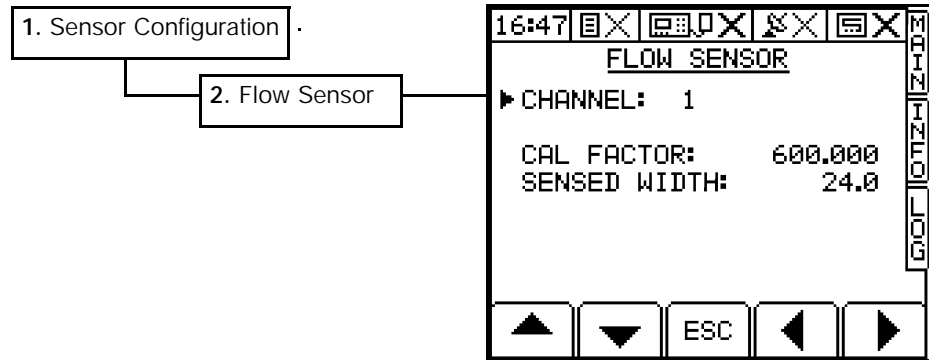 1. Sensor Configuration .
2. Flow Sensor
16:47
FLOW SENSOR
CHANNEL: 1
CAL FACTOR: 600.000
SENSED WIDTH: 24.0
ESC
MAIN
INFO
LOG